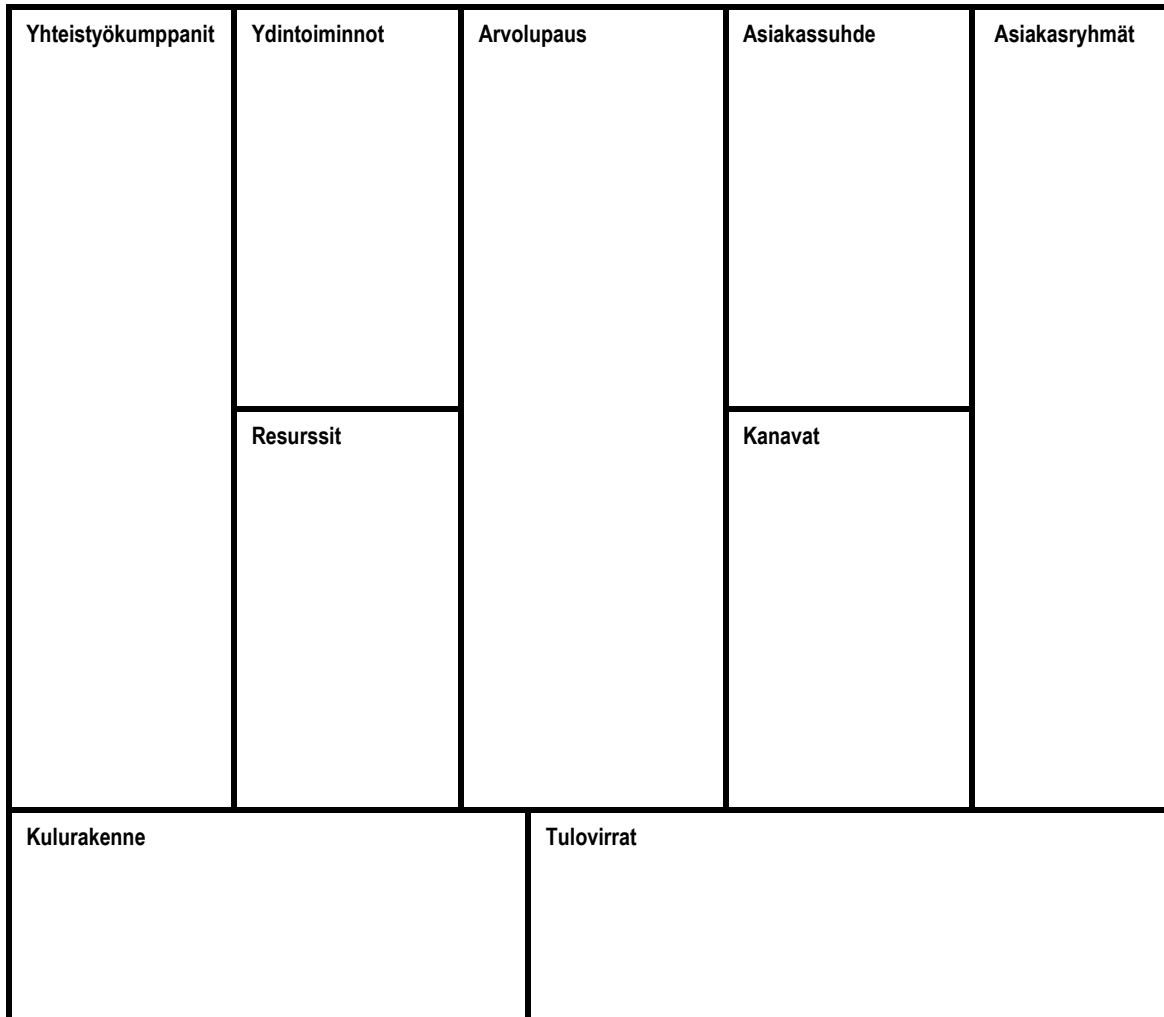 Yhteistyökumppanit
Ydintoiminnot
Arvolupaus
Asiakassuhde
Asiakasryhmät
Resurssit
Kanavat
Kulurakenne
Tulovirrat